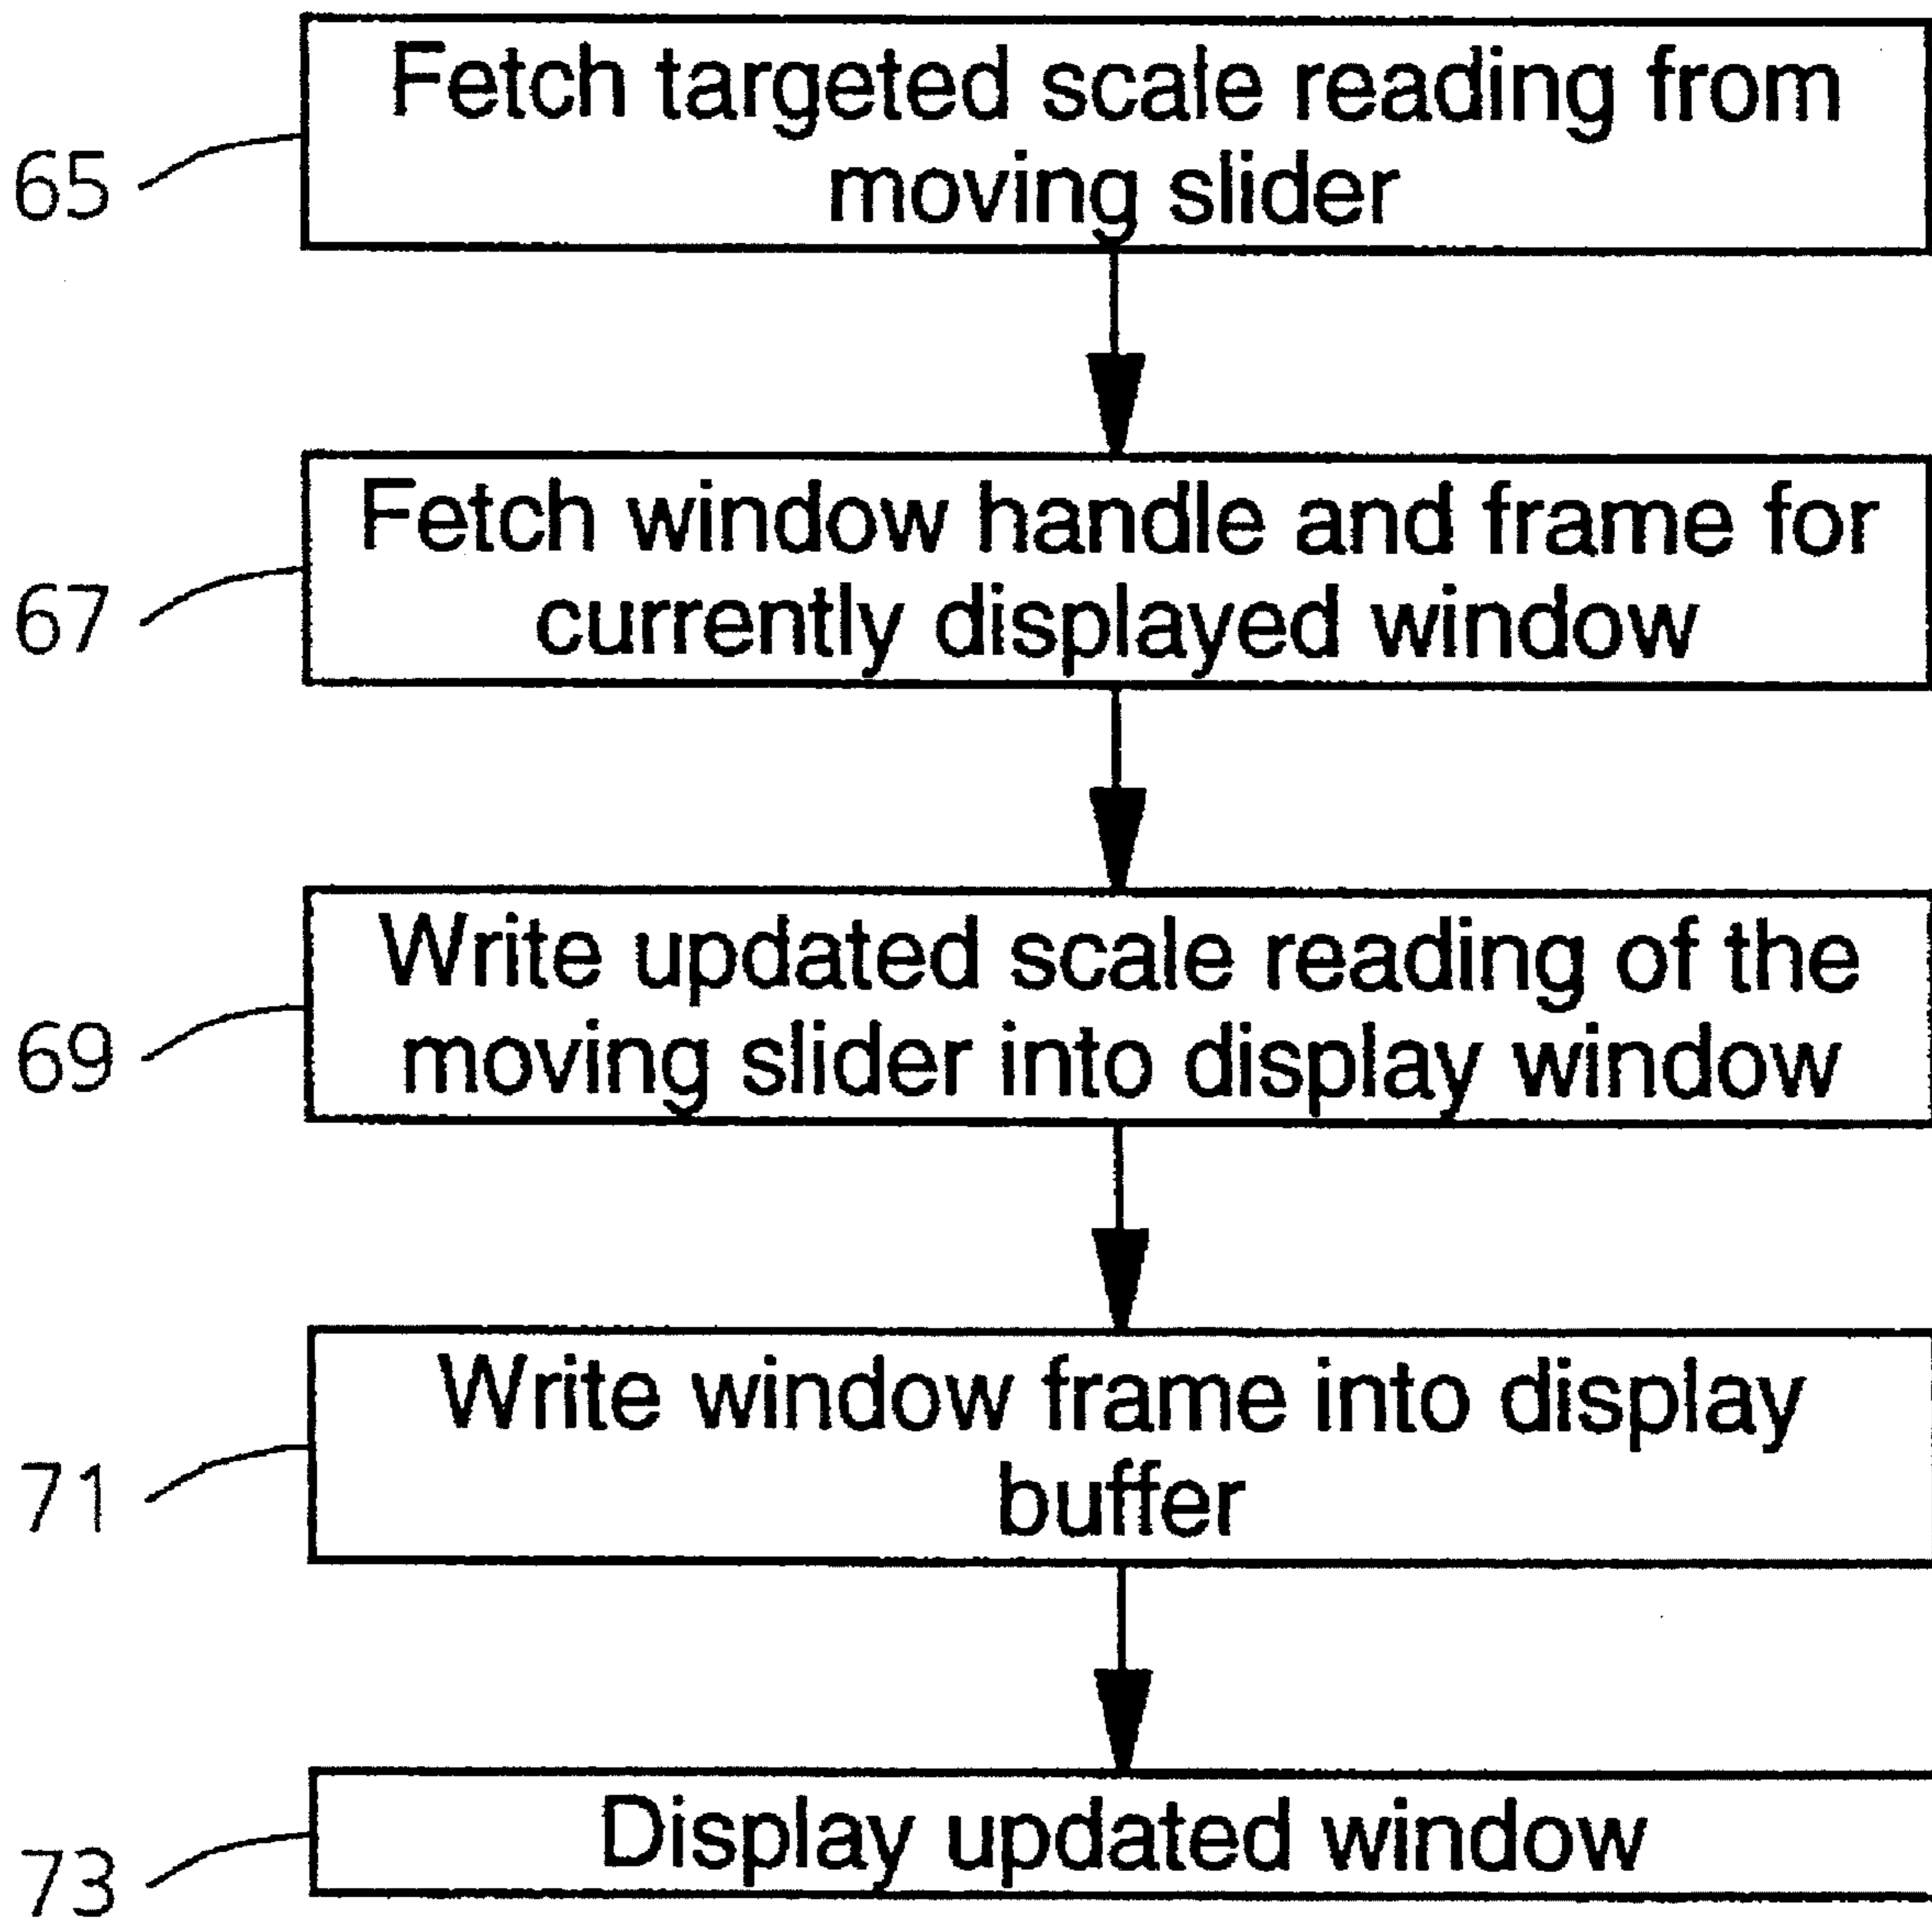 Fetch targeted scale reading from
moving slider
65
Fetch window handle and frame for
currently displayed window
67
Write updated scale reading of the
moving slider into display window
69
Write window frame into display
buffer
71
Display updated window
73